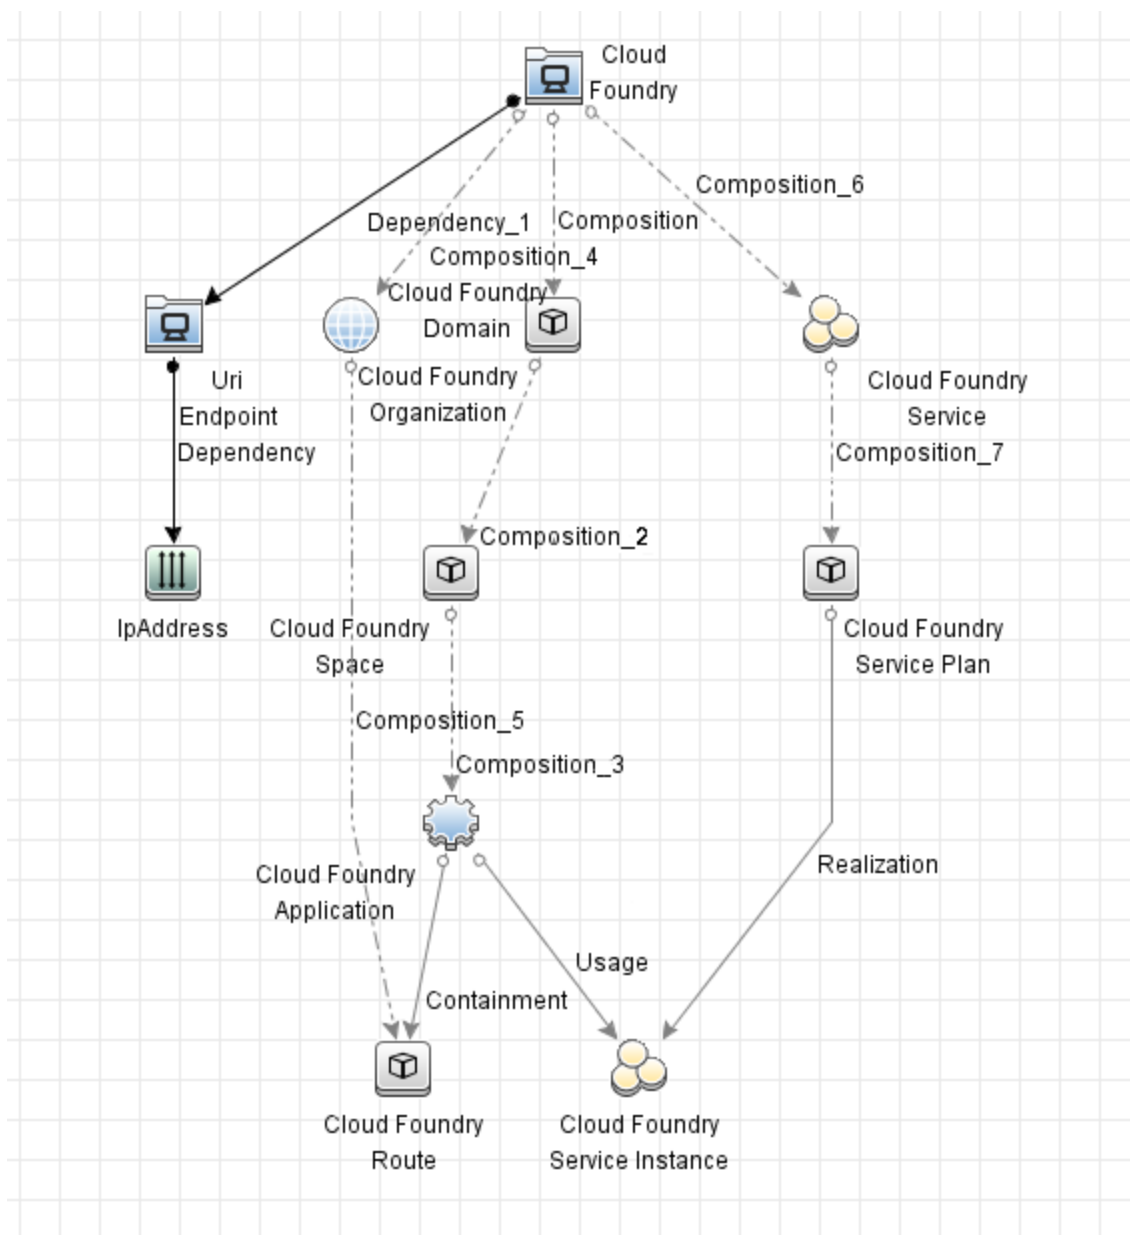 Cloud
Foundry
Composition_6
Dependency_1
Composition
Composition_4
Cloud Foundry
Domain
Uri
Endpoint
Dependency
Cloud Foundry
Organization
Cloud Foundry
Service
Composition_7
Composition_2
IpAddress
Cloud Foundry
Space
Cloud Foundry
Service Plan
Composition_5
Composition_3
Cloud Foundry
Application
Realization
Usage
Containment
Cloud Foundry
Route
Cloud Foundry
Service Instance